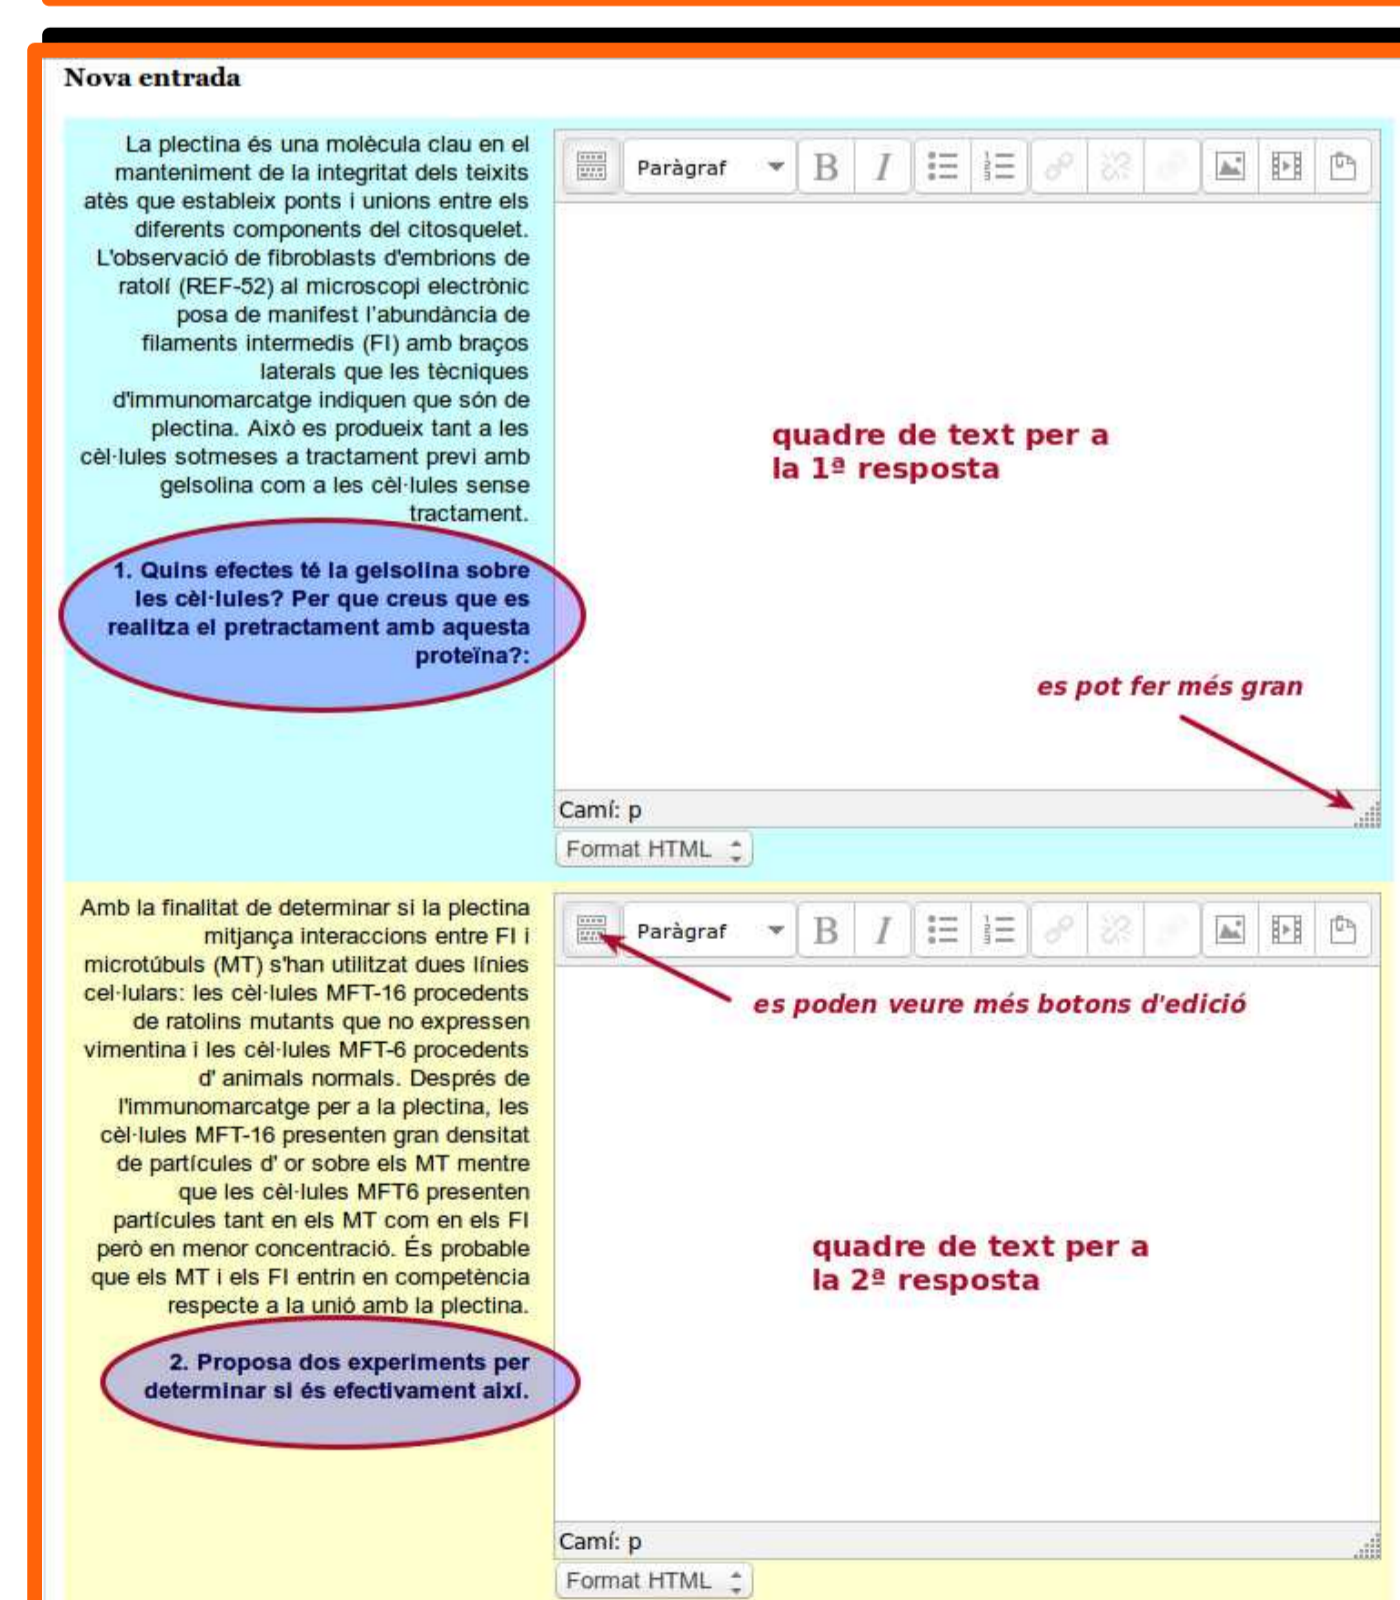 Nova entrada
La plectina és una molècula clau en el
manteniment de la integritat dels teixits
atès que estableix ponts i unions entre els
diferents components del citosquelet.
L'observació de fibroblasts d'embrions de
ratolí (REF-52) al microscopi electrònic
posa de manifest l'abundància de
filaments intermedis (FI) amb braços
laterals que les tècniques
d'immunomarcatge indiquen que són de
plectina. Això es produeix tant a les
cèl·lules sotmeses a tractament previ amb
gelsolina com a les cèl·lules sense
tractament.
1. Quins efectes té la gelsolina sobre
les cèl·lules? Per que creus que es
realitza el pretractament amb aquesta
proteïna?:
Paràgraf B I
quadre de text per a
la 1ª resposta
es pot fer més gran
Camí: p
Format HTML
Amb la finalitat de determinar si la plectina
mitjança interaccions entre FI i
microtúbuls (MT) s'han utilitzat dues línies
cel·lulars: les cèl·lules MFT-16 procedents
de ratolins mutants que no expressen
vimentina i les cèl·lules MFT-6 procedents
d' animals normals. Després de
l'immunomarcatge per a la plectina, les
cèl·lules MFT-16 presenten gran densitat
de partícules d' or sobre els MT mentre
que les cèl·lules MFT6 presenten
partícules tant en els MT com en els FI
però en menor concentració. És probable
que els MT i els FI entrin en competència
respecte a la unió amb la plectina.
2. Proposa dos experiments per
determinar si és efectivament així.
Paràgraf B I
es poden veure més botons d'edició
quadre de text per a
la 2ª resposta
Camí: p
Format HTML